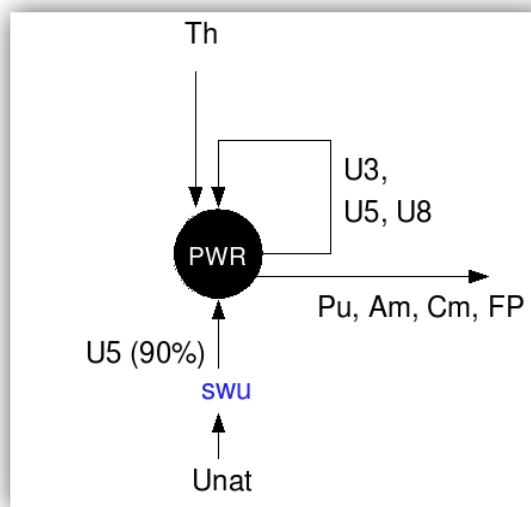 Th
U3,
U5, U8
PWR
Pu, Am, Cm, FP
U5 (90%)
swu
Unat